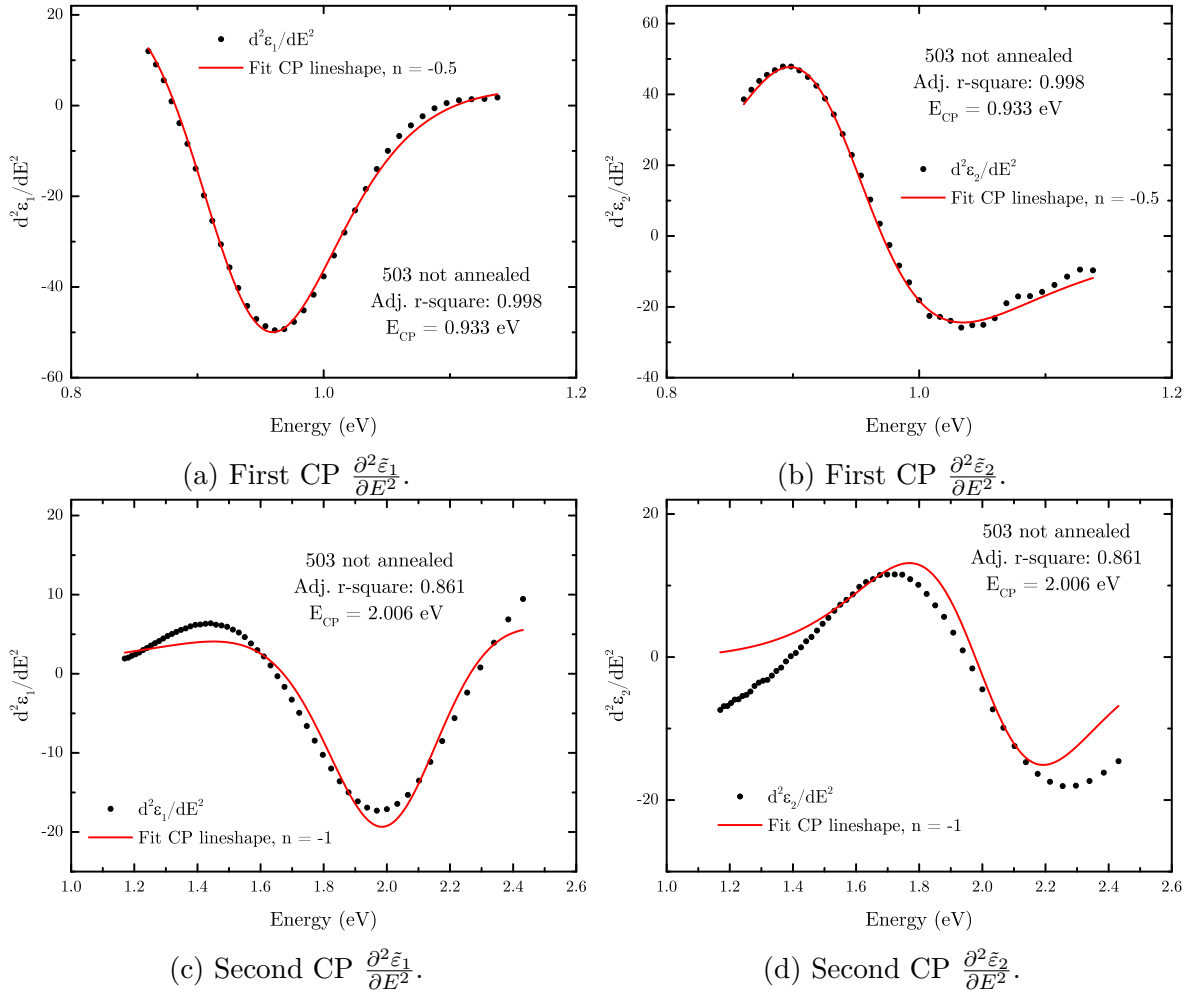 20
0
-20
-40
-60
0.8
1.0
1.2
d²ε₁/dE²
Energy (eV)
d²ε₁/dE²
Fit CP lineshape, n = -0.5
503 not annealed
Adj. r-square: 0.998
E_CP = 0.933 eV
(a) First CP ∂²ε̃₁/∂E².
60
40
20
0
-20
-40
0.8
1.0
1.2
d²ε₂/dE²
Energy (eV)
503 not annealed
Adj. r-square: 0.998
E_CP = 0.933 eV
d²ε₂/dE²
Fit CP lineshape, n = -0.5
(b) First CP ∂²ε̃₂/∂E².
20
10
0
-10
-20
1.0
1.2
1.4
1.6
1.8
2.0
2.2
2.4
2.6
d²ε₁/dE²
Energy (eV)
503 not annealed
Adj. r-square: 0.861
E_CP = 2.006 eV
d²ε₁/dE²
Fit CP lineshape, n = -1
(c) Second CP ∂²ε̃₁/∂E².
20
0
-20
1.0
1.2
1.4
1.6
1.8
2.0
2.2
2.4
2.6
d²ε₂/dE²
Energy (eV)
503 not annealed
Adj. r-square: 0.861
E_CP = 2.006 eV
d²ε₂/dE²
Fit CP lineshape, n = -1
(d) Second CP ∂²ε̃₂/∂E².